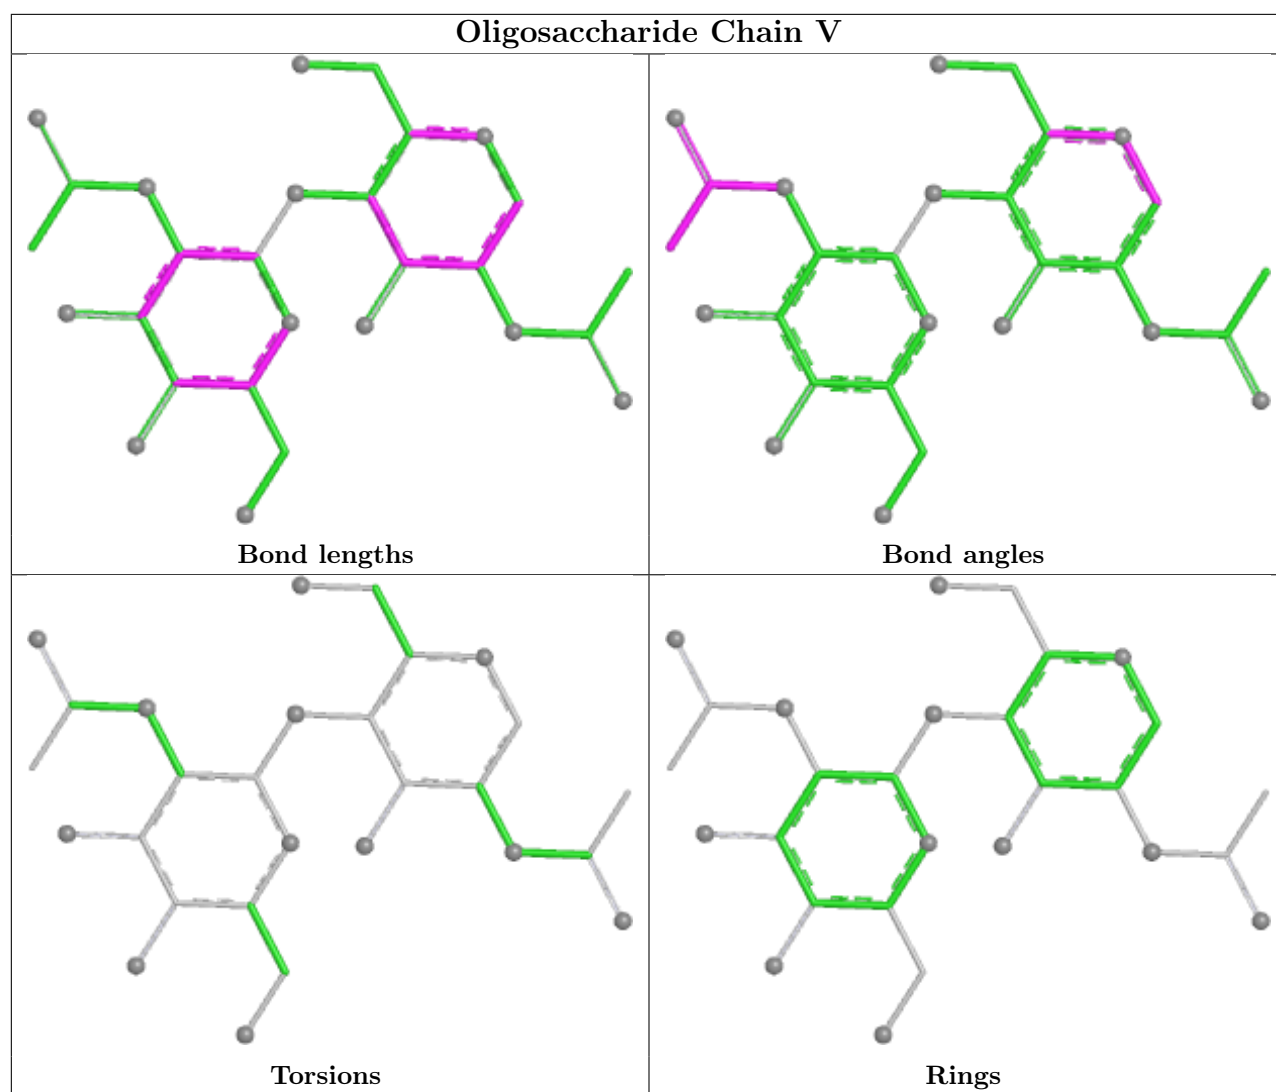 Oligosaccharide Chain V
Bond lengths
Bond angles
Torsions
Rings